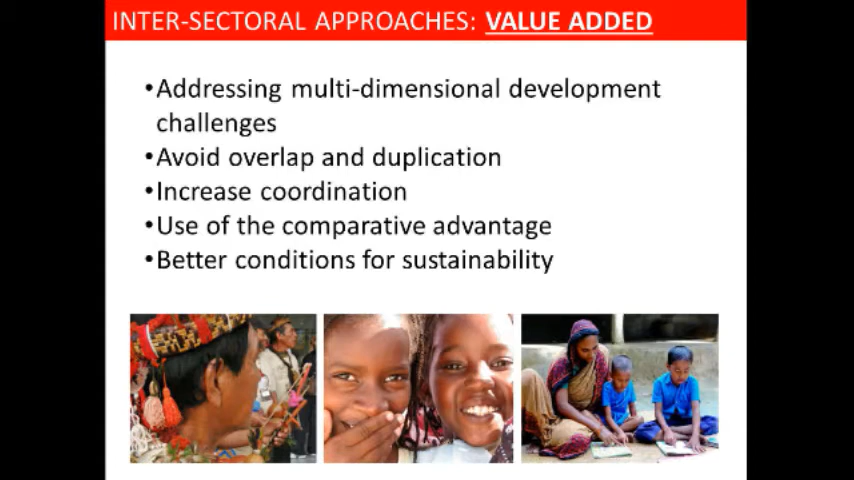 INTER-SECTORAL APPROACHES: VALUE ADDED
•Addressing multi-dimensional development
challenges
•Avoid overlap and duplication
•Increase coordination
•Use of the comparative advantage
•Better conditions for sustainability